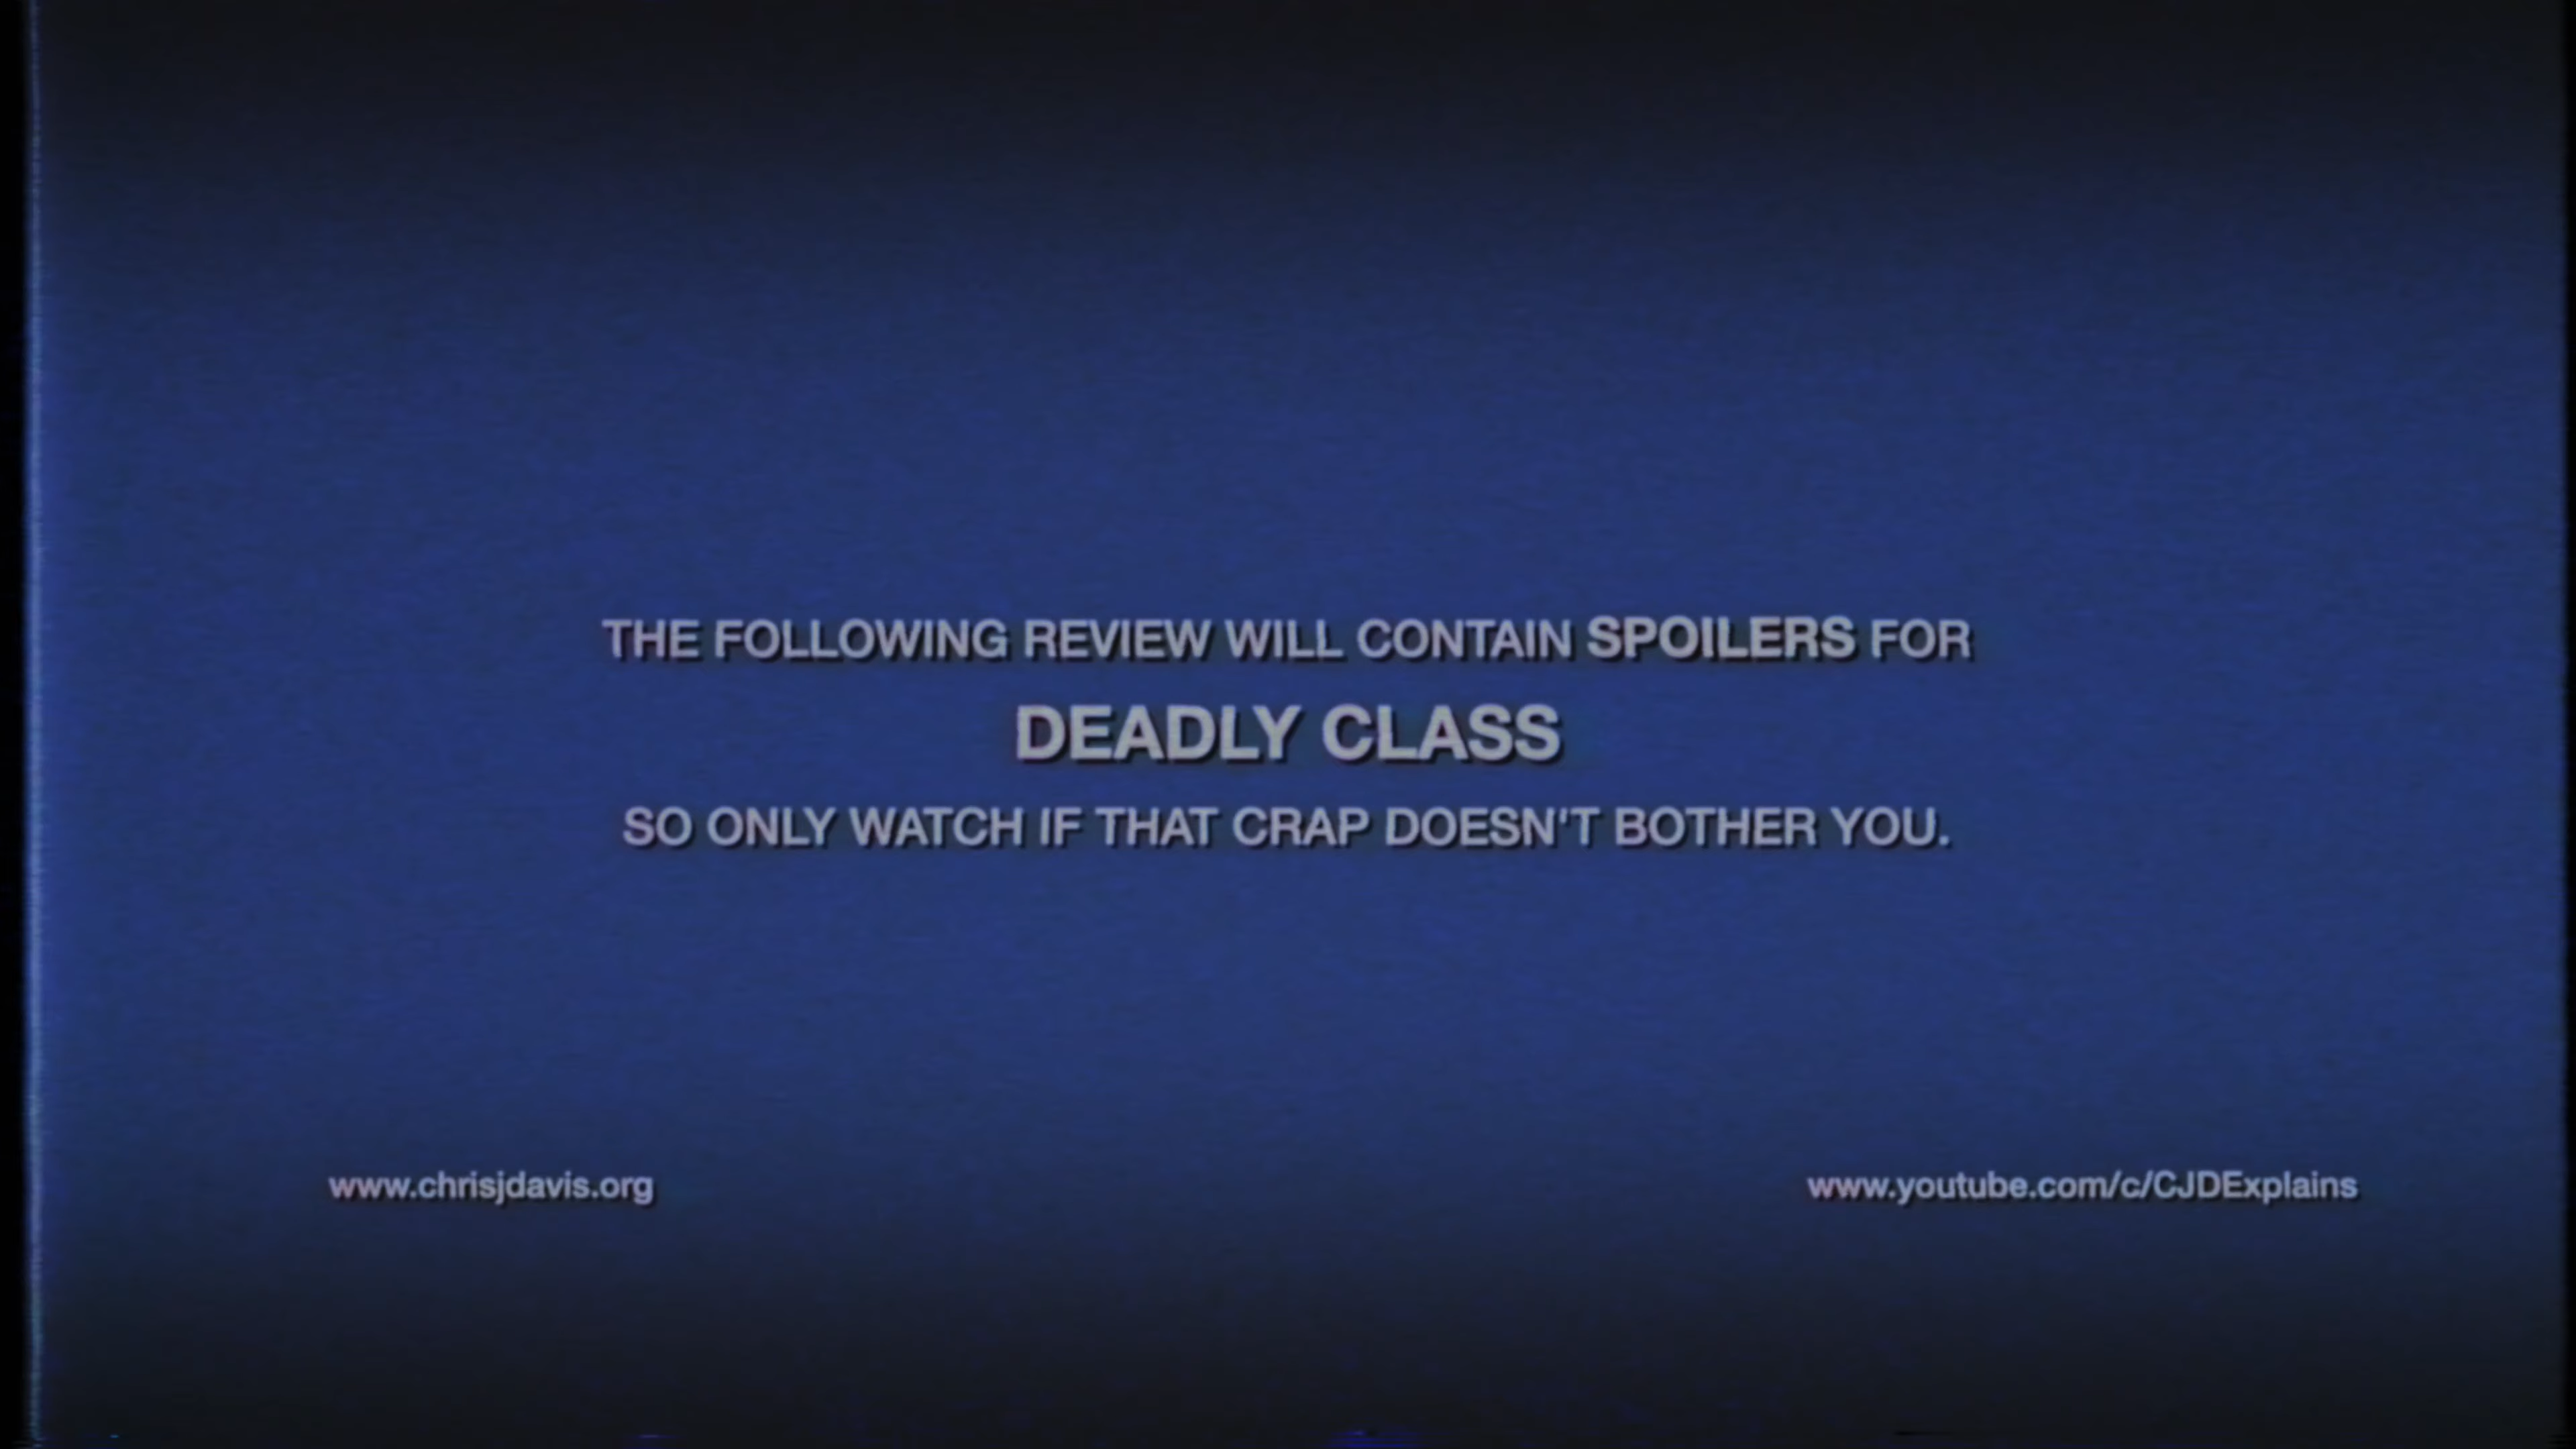 THE FOLLOWING REVIEW WILL CONTAIN SPOILERS FOR
DEADLY CLASS
SO ONLY WATCH IF THAT CRAP DOESN'T BOTHER YOU.
www.chrisjdavis.org
www.youtube.com/c/CJDExplains